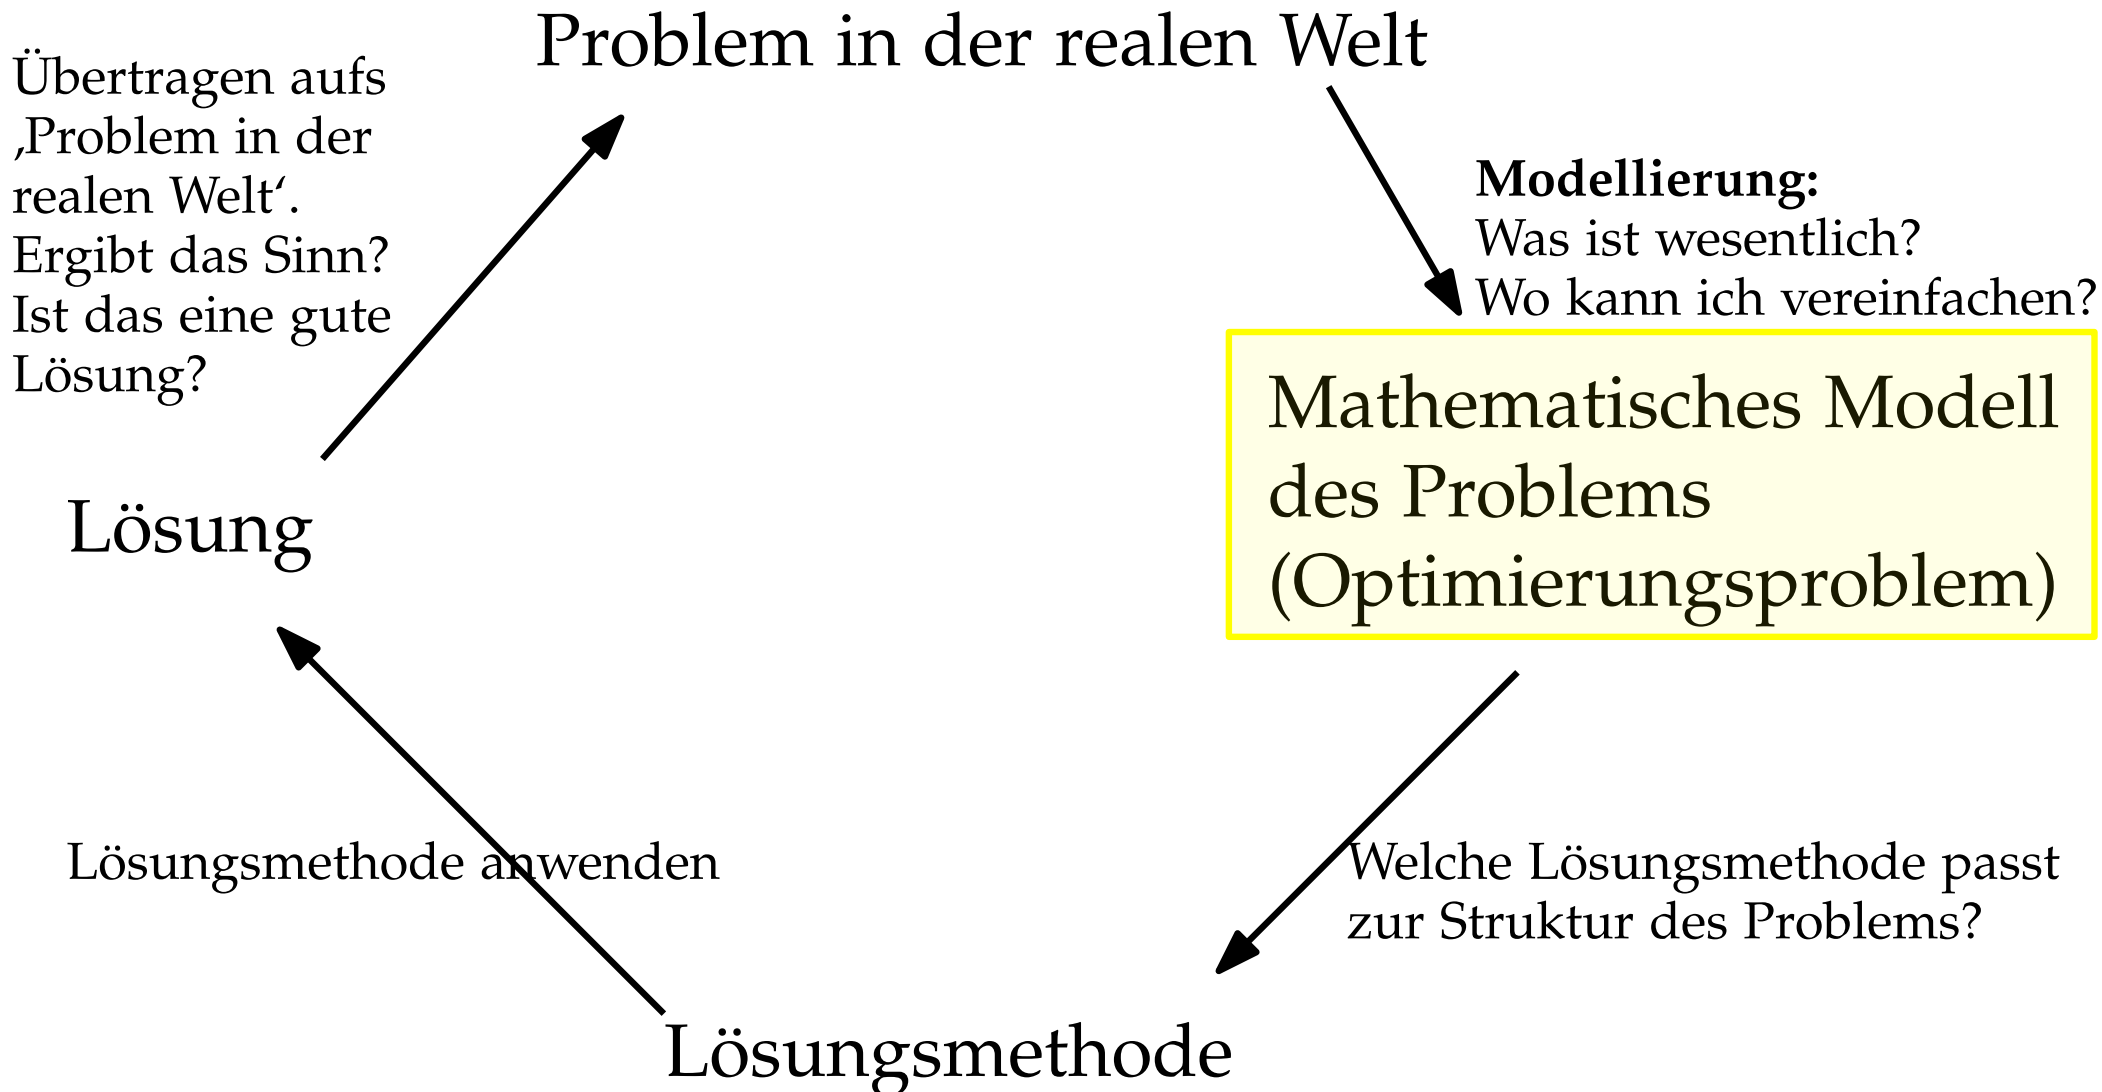 Problem in der realen Welt
Übertragen aufs
‚Problem in der
realen Welt‘.
Ergibt das Sinn?
Ist das eine gute
Lösung?
Modellierung:
Was ist wesentlich?
Wo kann ich vereinfachen?
Mathematisches Modell
des Problems
(Optimierungsproblem)
Lösung
Lösungsmethode anwenden
Welche Lösungsmethode passt
zur Struktur des Problems?
Lösungsmethode